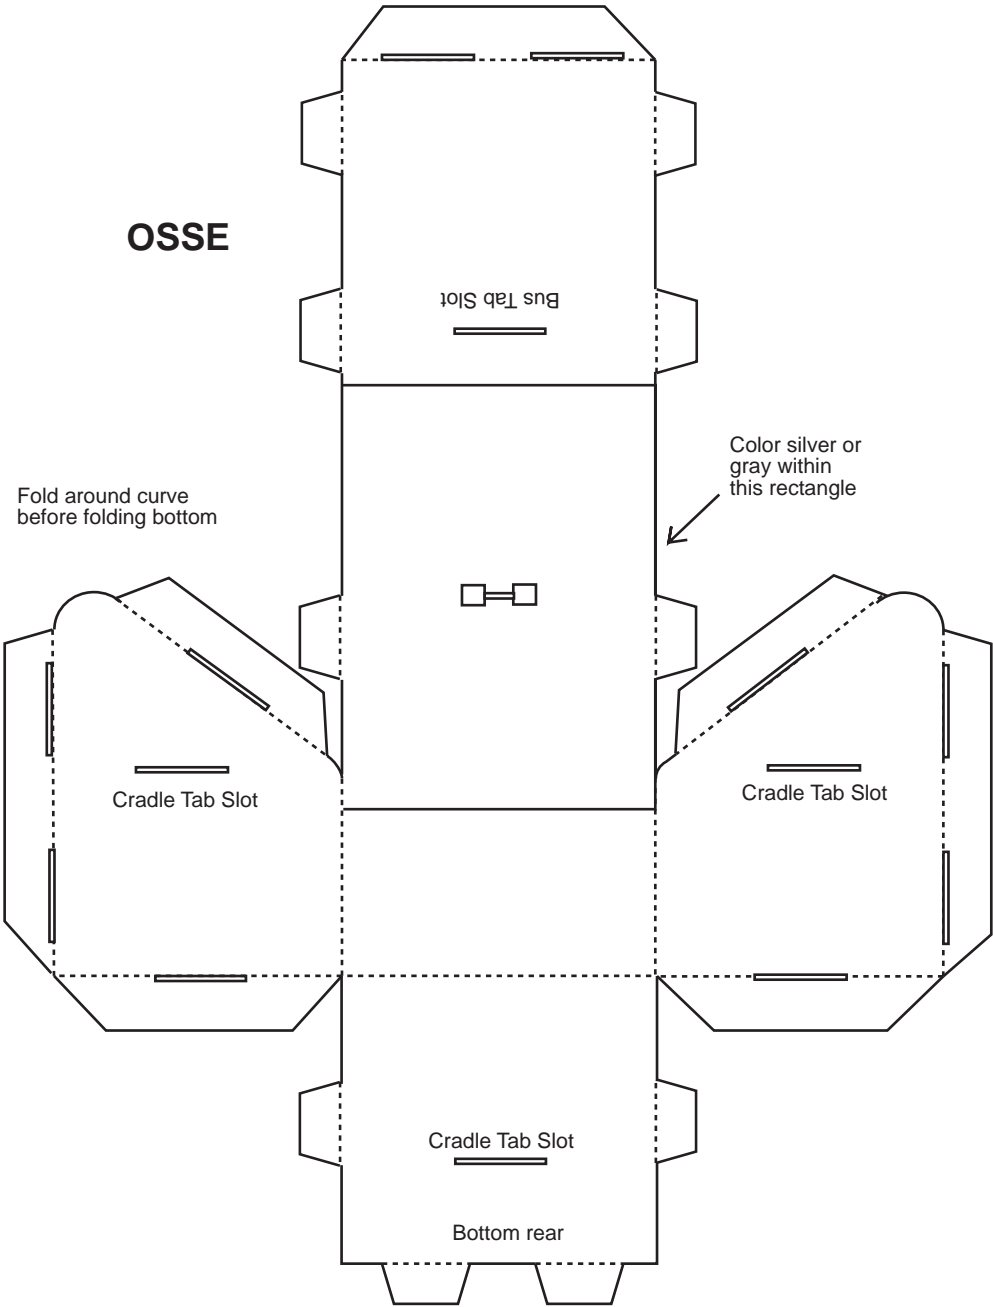 OSSE
Bus Tab Slot
Color silver or
gray within
this rectangle
Fold around curve
before folding bottom
Cradle Tab Slot
Cradle Tab Slot
Cradle Tab Slot
Bottom rear